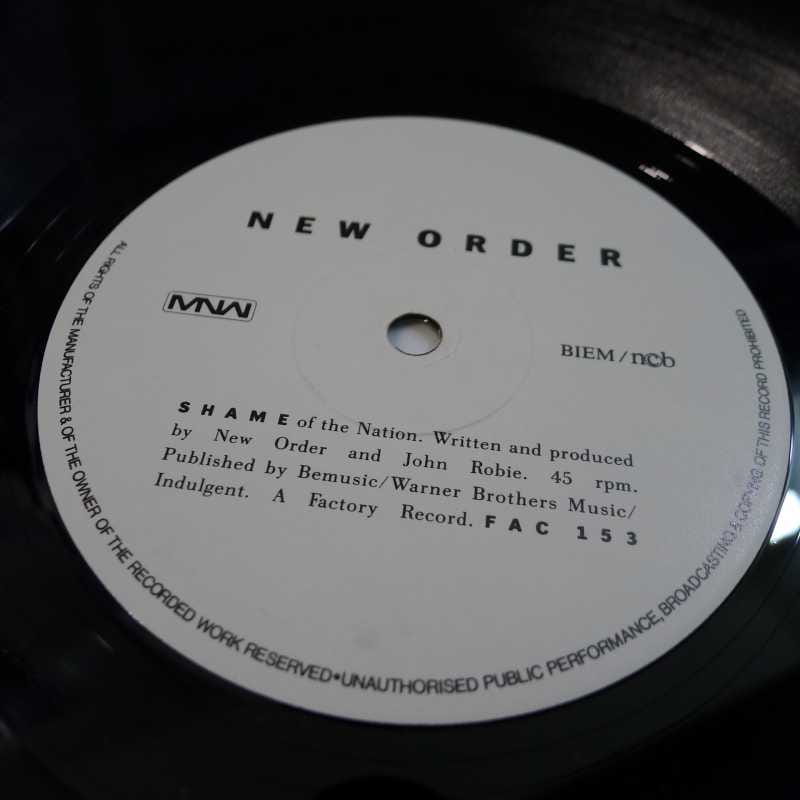 NEW ORDER
MNW
BIEM/ncb
SHAME of the Nation. Written and produced
by New Order and John Robie. 45 rpm.
Published by Bemusic/Warner Brothers Music/
Indulgent. A Factory Record. FAC 153
ALL RIGHTS OF THE MANUFACTURER & OF THE OWNER OF THE RECORDED WORK RESERVED•UNAUTHORISED PUBLIC PERFORMANCE, BROADCASTING & COPYING OF THIS RECORD PROHIBITED